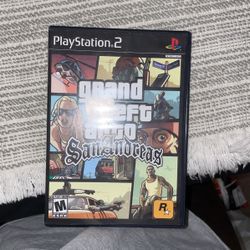 PlayStation 2
grand
theft
auto
San Andreas
M
R